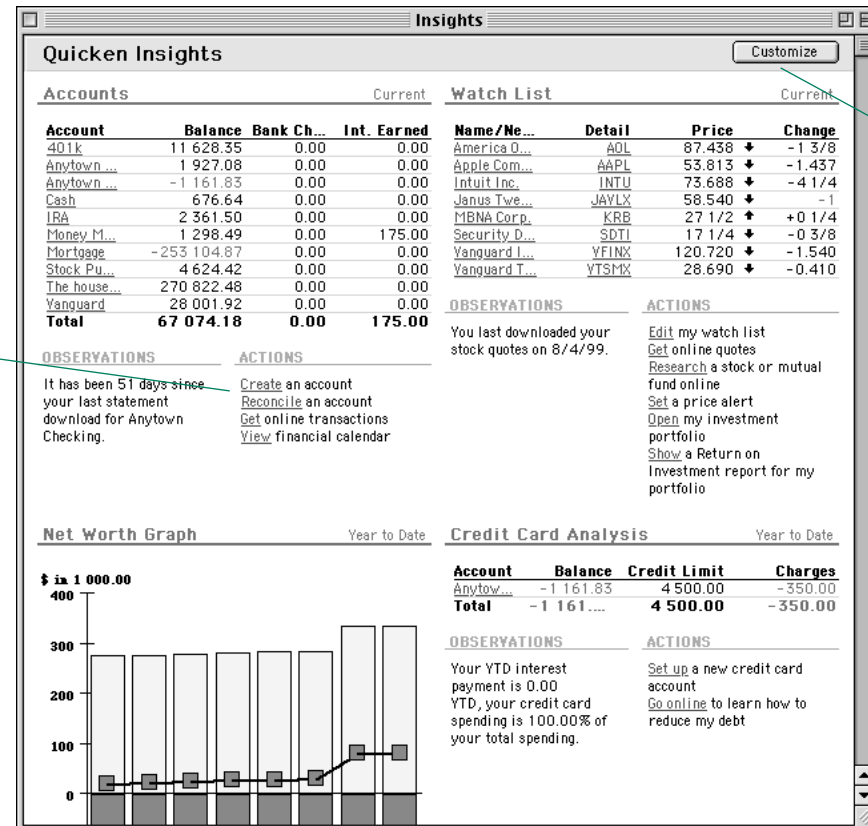 Insights
Quicken Insights
Customize
Accounts Current
Account Balance Bank Ch... Int. Earned
401k 11 628.35 0.00 0.00
Anytown ... 1 927.08 0.00 0.00
Anytown ... -1 161.83 0.00 0.00
Cash 676.64 0.00 0.00
IRA 2 361.50 0.00 0.00
Money M... 1 298.49 0.00 175.00
Mortgage -253 104.87 0.00 0.00
Stock Pu... 4 624.42 0.00 0.00
The house... 270 822.48 0.00 0.00
Vanguard 28 001.92 0.00 0.00
Total 67 074.18 0.00 175.00
OBSERVATIONS
It has been 51 days since
your last statement
download for Anytown
Checking.
ACTIONS
Create an account
Reconcile an account
Get online transactions
View financial calendar
Watch List Current
Name/Ne... Detail Price Change
America O... AOL 87.438 -1 3/8
Apple Com... AAPL 53.813 -1.437
Intuit Inc. INTU 73.688 -4 1/4
Janus Twe... JAVLX 58.540 -1
MBNA Corp. KRB 27 1/2 +0 1/4
Security D... SDTI 17 1/4 -0 3/8
Vanguard I... VFINX 120.720 -1.540
Vanguard T... VTSMX 28.690 -0.410
OBSERVATIONS
You last downloaded your
stock quotes on 8/4/99.
ACTIONS
Edit my watch list
Get online quotes
Research a stock or mutual
fund online
Set a price alert
Open my investment
portfolio
Show a Return on
Investment report for my
portfolio
Net Worth Graph Year to Date
$ in 1 000.00
400
300
200
100
0
Credit Card Analysis Year to Date
Account Balance Credit Limit Charges
Anytow... -1 161.83 4 500.00 -350.00
Total -1 161.... 4 500.00 -350.00
OBSERVATIONS
Your YTD interest
payment is 0.00
YTD, your credit card
spending is 100.00% of
your total spending.
ACTIONS
Set up a new credit card
account
Go online to learn how to
reduce my debt